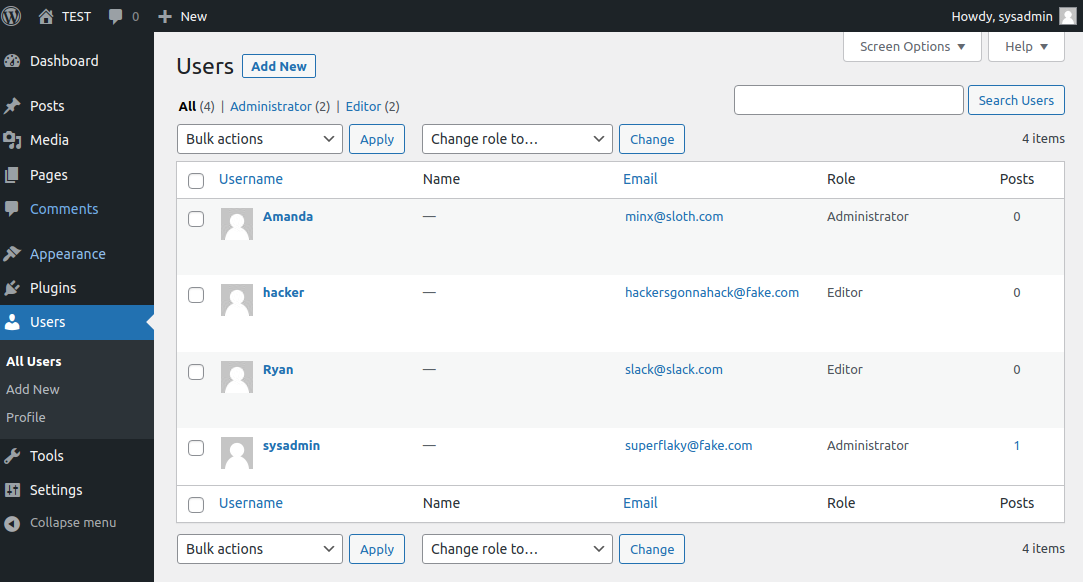 TEST 0 New Howdy, sysadmin
Screen Options Help
Dashboard
Posts
Media
Pages
Comments
Appearance
Plugins
Users
All Users
Add New
Profile
Tools
Settings
Collapse menu
Users Add New
All (4) | Administrator (2) | Editor (2)
Search Users
Bulk actions Apply Change role to… Change 4 items
Username Name Email Role Posts
Amanda — minx@sloth.com Administrator 0
hacker — hackersgonnahack@fake.com Editor 0
Ryan — slack@slack.com Editor 0
sysadmin — superflaky@fake.com Administrator 1
Username Name Email Role Posts
Bulk actions Apply Change role to… Change 4 items